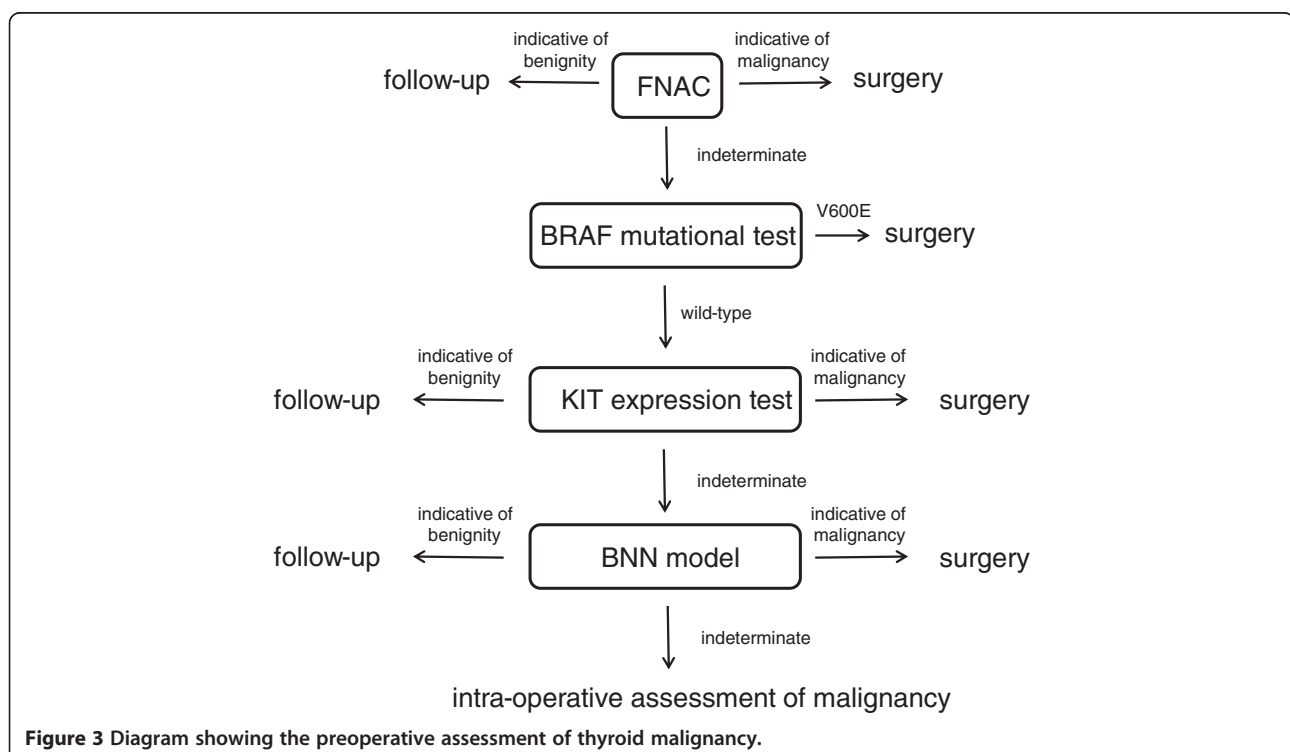 indicative of
benignity
indicative of
malignancy
follow-up
FNAC
surgery
indeterminate
BRAF mutational test
V600E
surgery
wild-type
indicative of
benignity
indicative of
malignancy
follow-up
KIT expression test
surgery
indeterminate
indicative of
benignity
indicative of
malignancy
follow-up
BNN model
surgery
indeterminate
intra-operative assessment of malignancy
Figure 3 Diagram showing the preoperative assessment of thyroid malignancy.